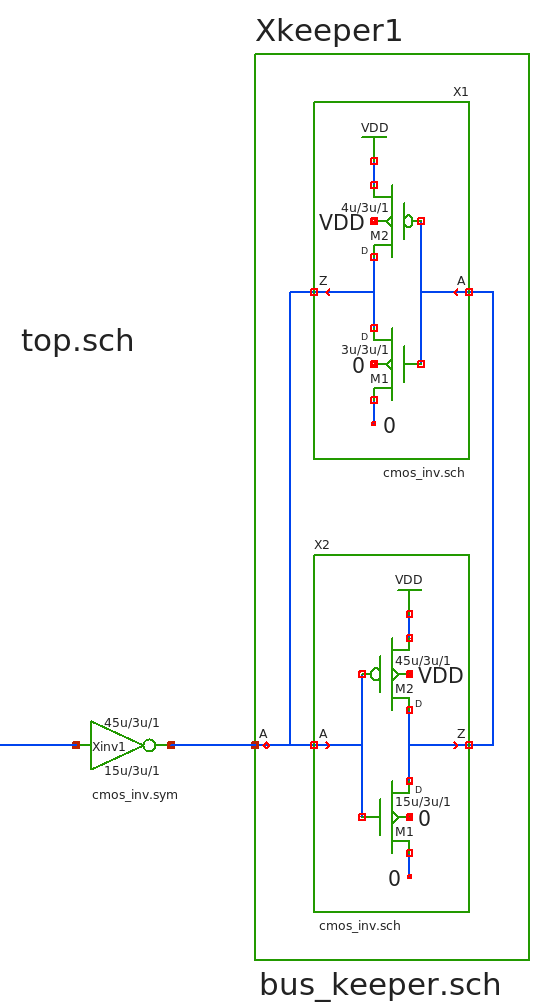 Xkeeper1
X1
VDD
4u/3u/1
VDD
M2
D
Z
A
top.sch
D
3u/3u/1
0
M1
0
cmos_inv.sch
X2
VDD
45u/3u/1
VDD
M2
D
45u/3u/1
Xinv1
15u/3u/1
cmos_inv.sym
A
A
Z
D
15u/3u/1
0
M1
0
cmos_inv.sch
bus_keeper.sch